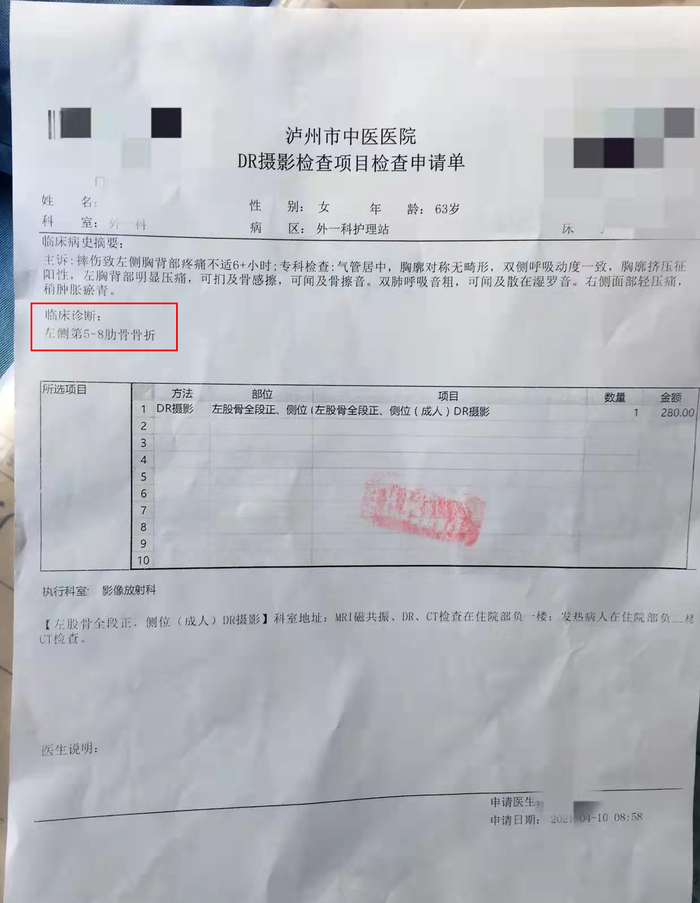 泸州市中医医院
DR摄影检查项目检查申请单
姓 名:
性 别: 女 年 龄: 63岁
科 室: 外一科
病 区: 外一科护理站
床
临床病史摘要:
主诉:摔伤致左侧胸背部疼痛不适6+小时;专科检查:气管居中，胸廓对称无畸形，双侧呼吸动度一致，胸廓挤压征
阳性，左胸背部明显压痛，可扪及骨感擦，可闻及骨擦音。双肺呼吸音粗，可闻及散在湿罗音。右侧面部轻压痛，
稍肿胀瘀青。
临床诊断:
左侧第5-8肋骨骨折
所选项目
方法 部位 项目 数量 金额
1 DR摄影 左股骨全段正、侧位( 左股骨全段正、侧位(成人)DR摄影 1 280.00
2
3
4
5
6
7
8
9
10
执行科室: 影像放射科
【左股骨全段正、侧位(成人)DR摄影】科室地址: MRI磁共振、DR、CT检查在住院部负一楼; 发热病人在住院部负二楼
CT检查。
医生说明:
申请医生:
申请日期: 2021-04-10 08:58